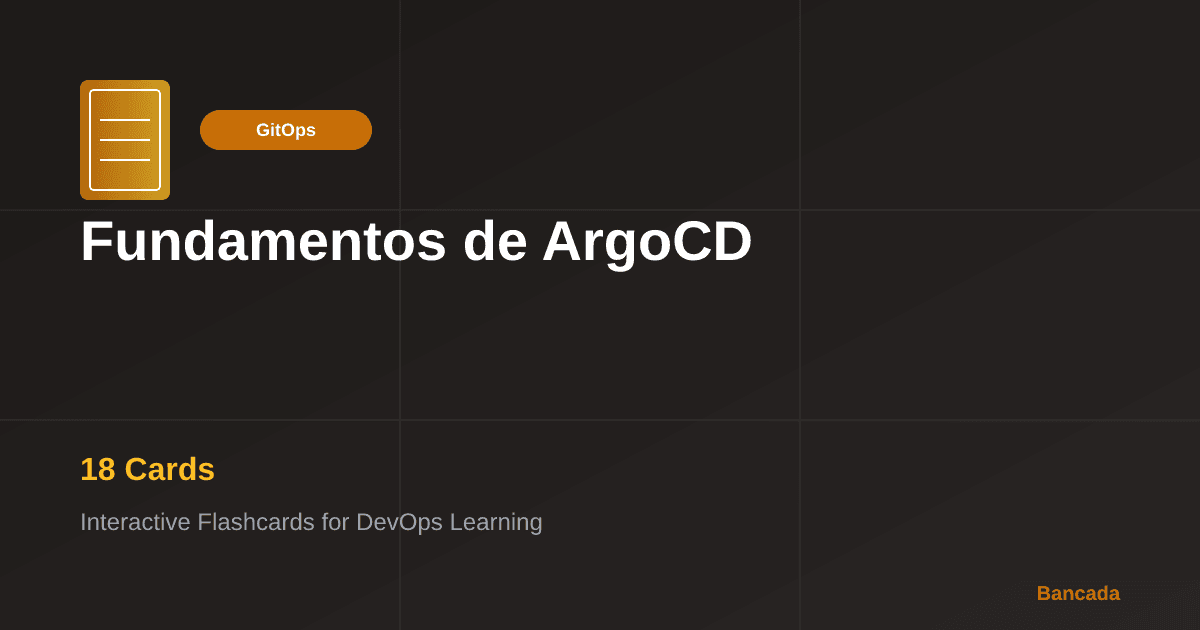 GitOps
Fundamentos de ArgoCD
18 Cards
Interactive Flashcards for DevOps Learning
Bancada